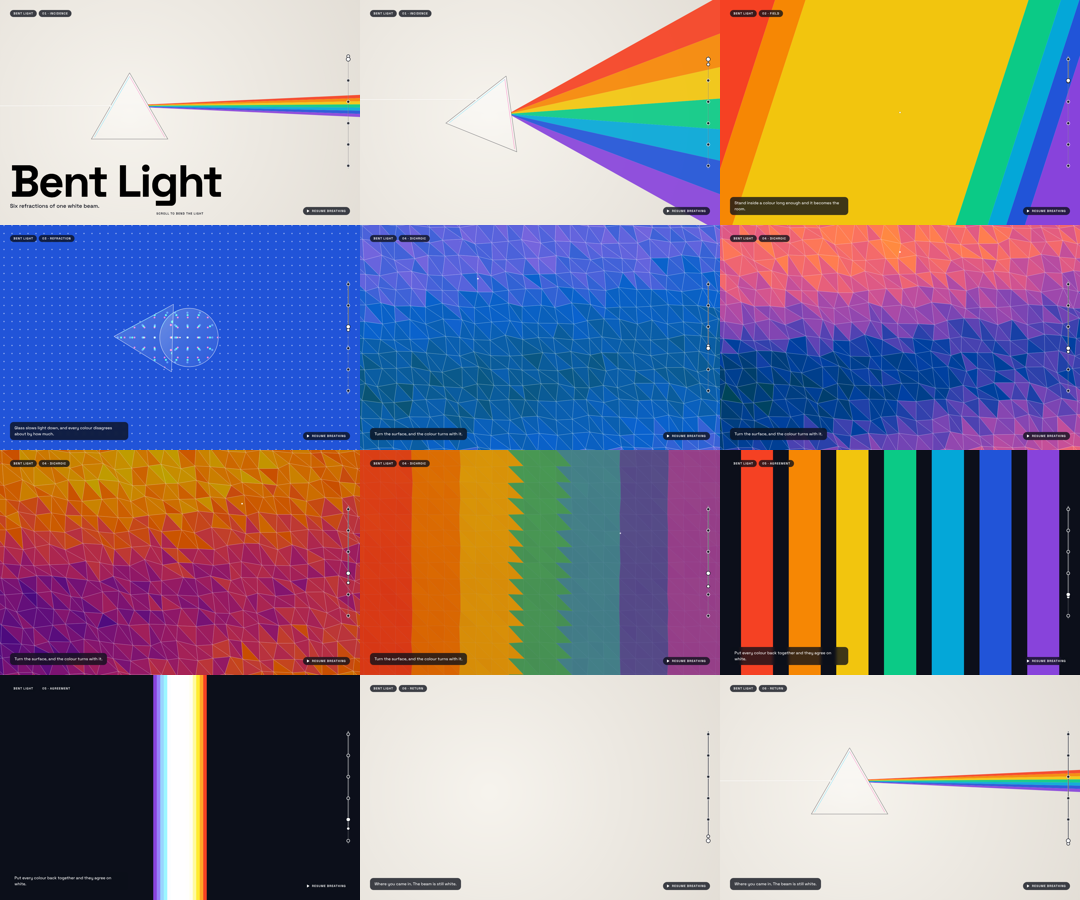 BENT LIGHT
01 · INCIDENCE
Bent Light
Six refractions of one white beam.
SCROLL TO BEND THE LIGHT
RESUME BREATHING
BENT LIGHT
01 · INCIDENCE
RESUME BREATHING
BENT LIGHT
02 · FIELD
Stand inside a colour long enough and it becomes the
room.
RESUME BREATHING
BENT LIGHT
03 · REFRACTION
Glass slows light down, and every colour disagrees
about by how much.
RESUME BREATHING
BENT LIGHT
04 · DICHROIC
Turn the surface, and the colour turns with it.
RESUME BREATHING
BENT LIGHT
04 · DICHROIC
Turn the surface, and the colour turns with it.
RESUME BREATHING
BENT LIGHT
04 · DICHROIC
Turn the surface, and the colour turns with it.
RESUME BREATHING
BENT LIGHT
04 · DICHROIC
Turn the surface, and the colour turns with it.
RESUME BREATHING
BENT LIGHT
05 · AGREEMENT
Put every colour back together and they agree on
white.
RESUME BREATHING
BENT LIGHT
05 · AGREEMENT
Put every colour back together and they agree on
white.
RESUME BREATHING
BENT LIGHT
06 · RETURN
Where you came in. The beam is still white.
RESUME BREATHING
BENT LIGHT
06 · RETURN
Where you came in. The beam is still white.
RESUME BREATHING